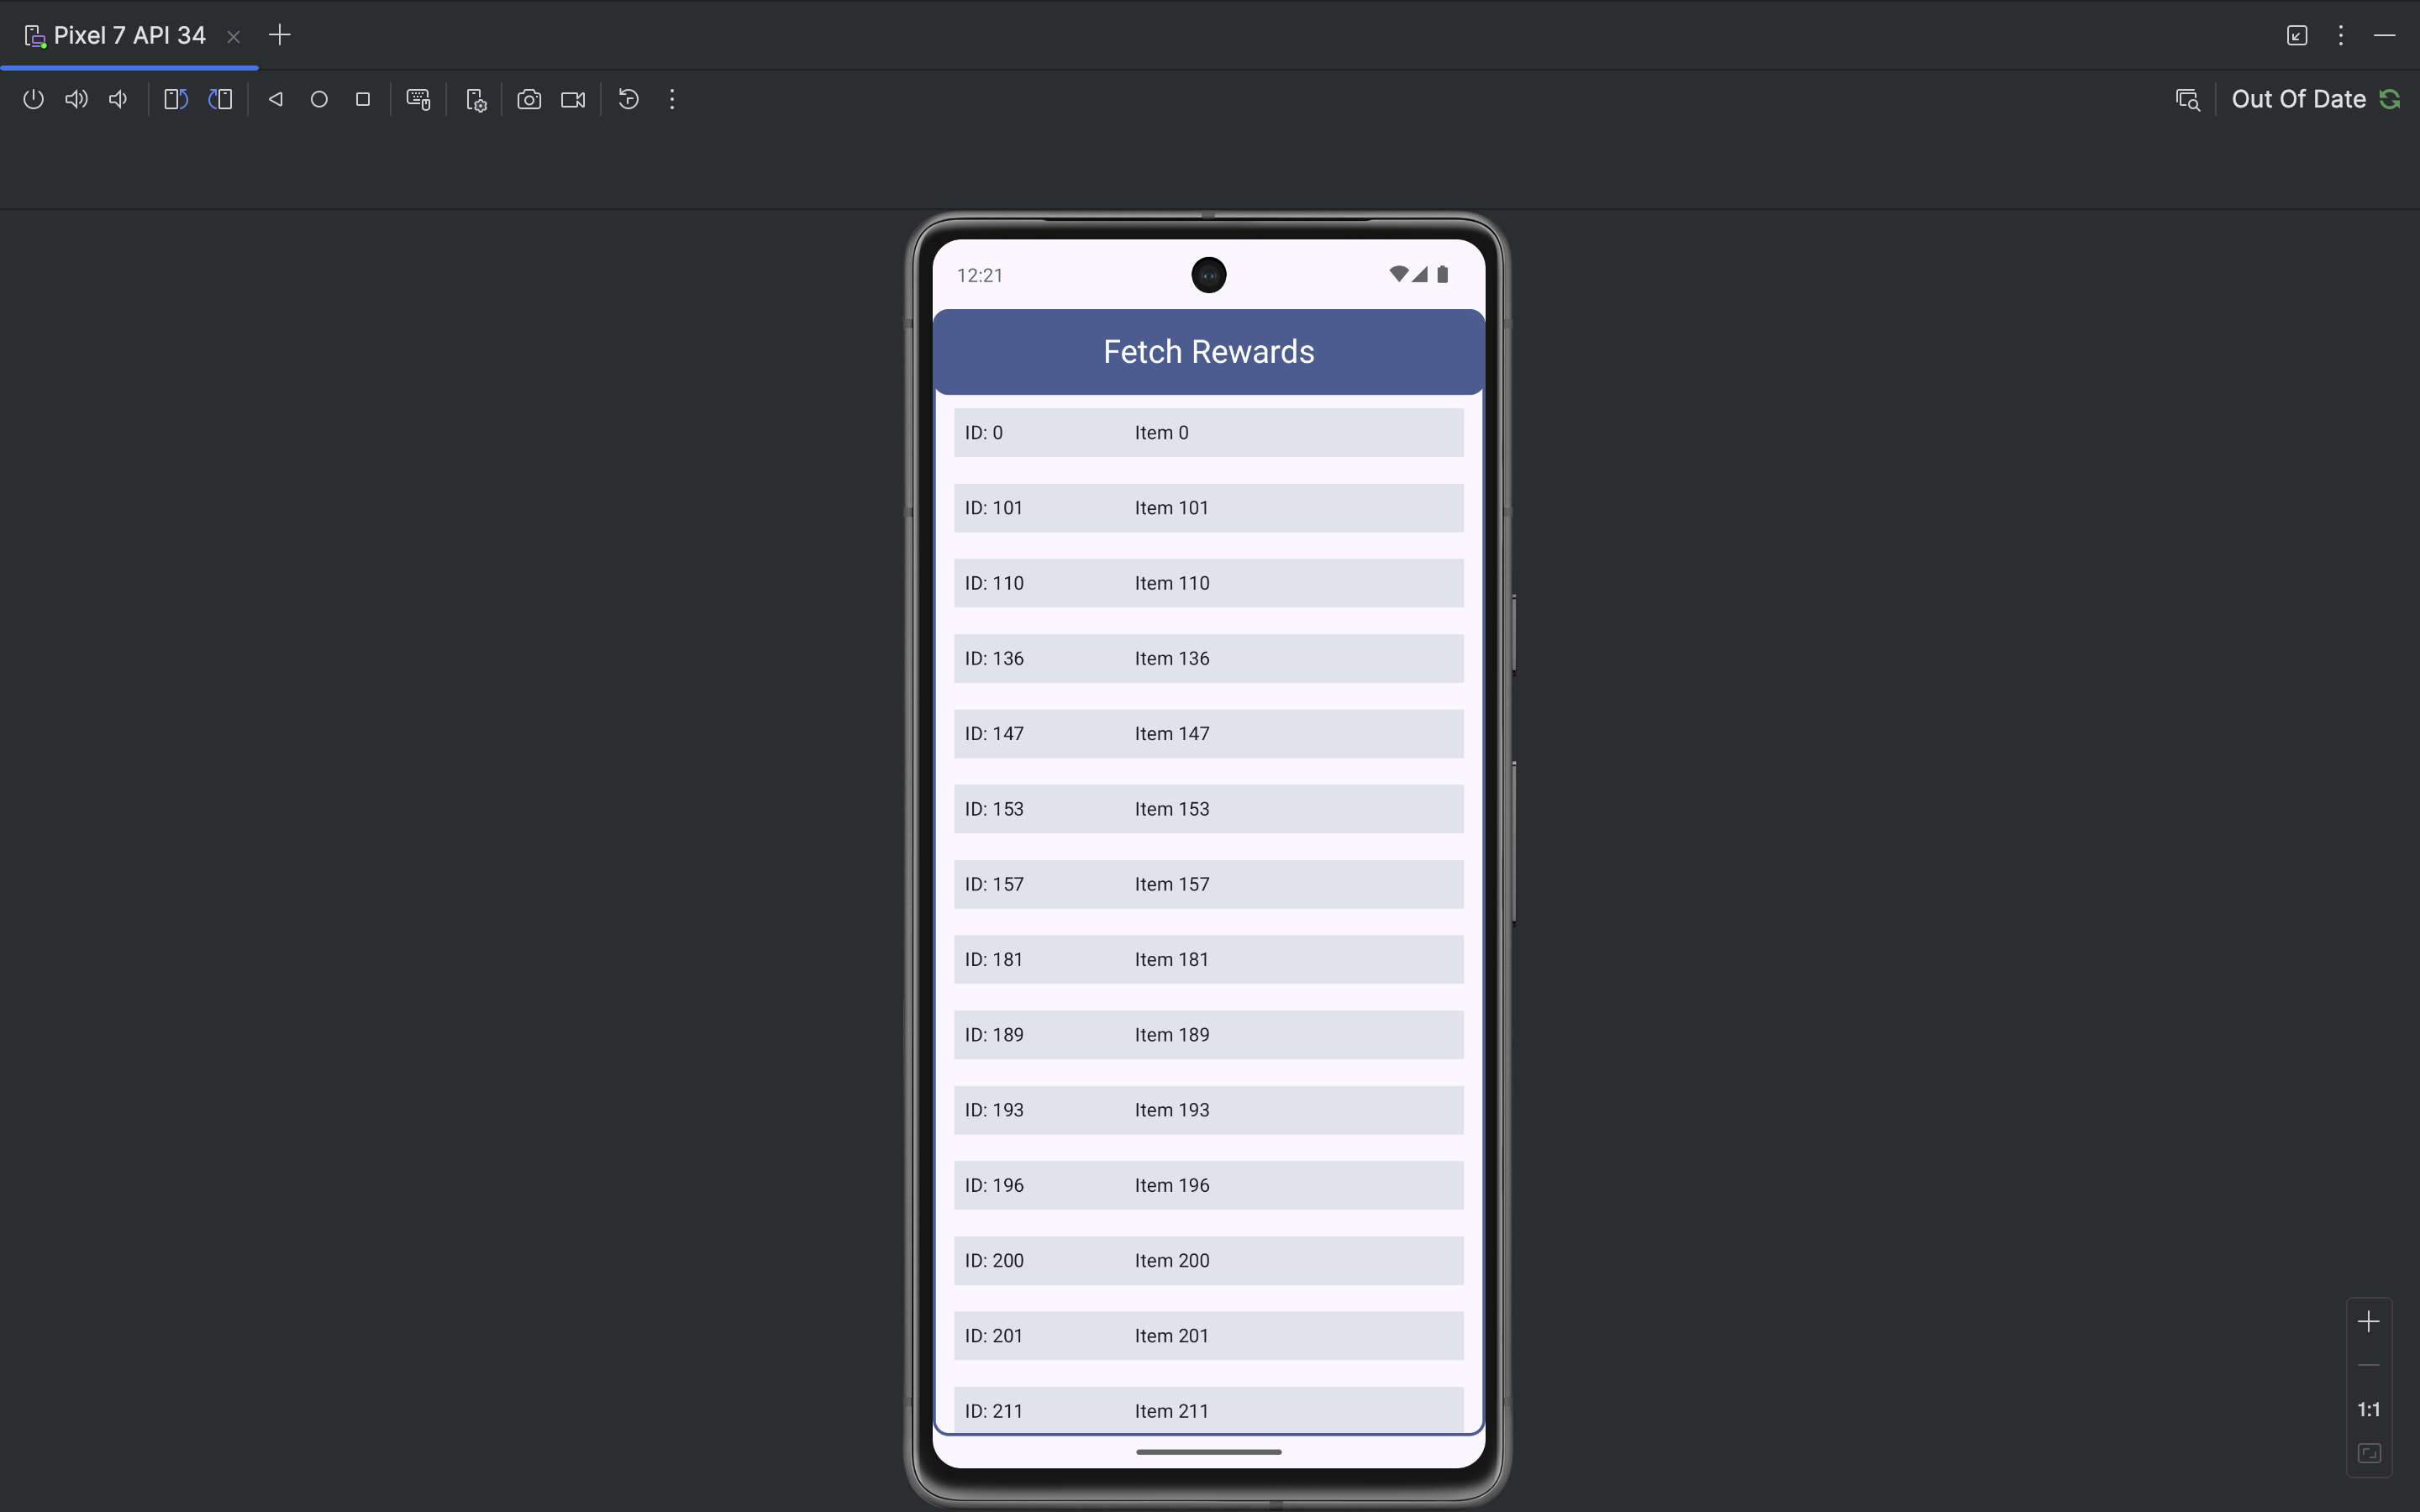 Pixel 7 API 34
Out Of Date
12:21
Fetch Rewards
ID: 0 Item 0
ID: 101 Item 101
ID: 110 Item 110
ID: 136 Item 136
ID: 147 Item 147
ID: 153 Item 153
ID: 157 Item 157
ID: 181 Item 181
ID: 189 Item 189
ID: 193 Item 193
ID: 196 Item 196
ID: 200 Item 200
ID: 201 Item 201
ID: 211 Item 211
1:1